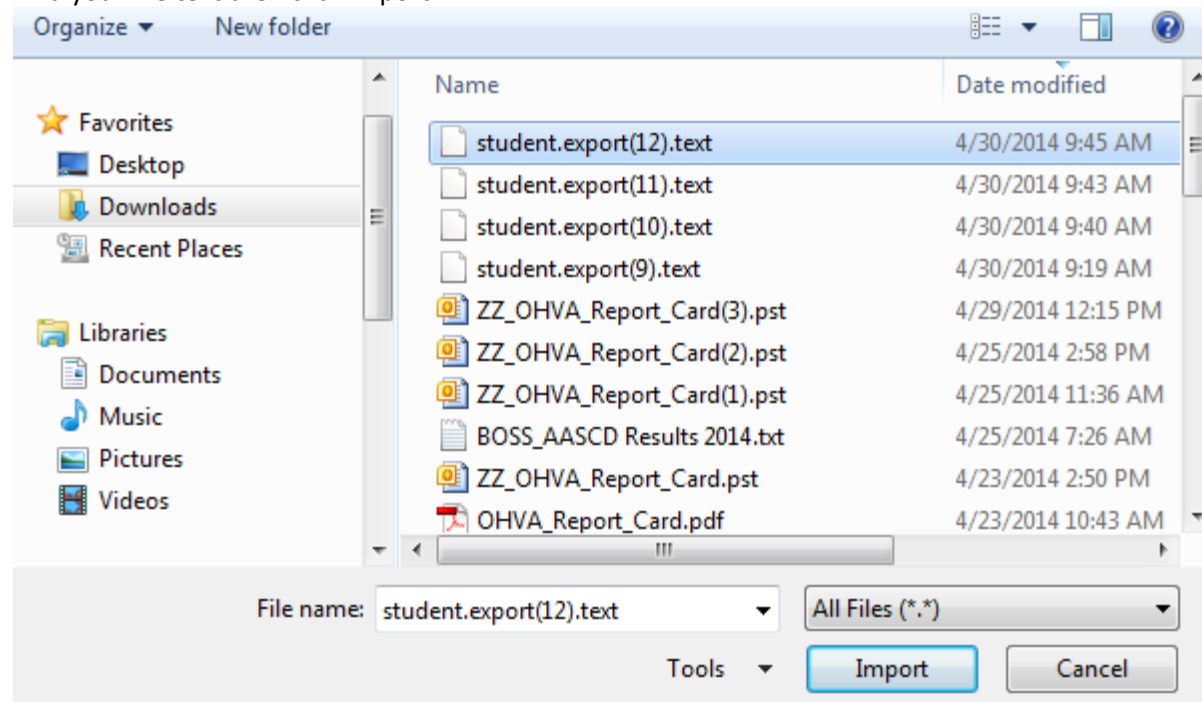 Organize New folder
Name Date modified
Favorites
Desktop
Downloads
Recent Places
Libraries
Documents
Music
Pictures
Videos
student.export(12).text 4/30/2014 9:45 AM
student.export(11).text 4/30/2014 9:43 AM
student.export(10).text 4/30/2014 9:40 AM
student.export(9).text 4/30/2014 9:19 AM
ZZ_OHVA_Report_Card(3).pst 4/29/2014 12:15 PM
ZZ_OHVA_Report_Card(2).pst 4/25/2014 2:58 PM
ZZ_OHVA_Report_Card(1).pst 4/25/2014 11:36 AM
BOSS_AASCD Results 2014.txt 4/25/2014 7:26 AM
ZZ_OHVA_Report_Card.pst 4/23/2014 2:50 PM
OHVA_Report_Card.pdf 4/23/2014 10:43 AM
File name: student.export(12).text All Files (*.*)
Tools Import Cancel